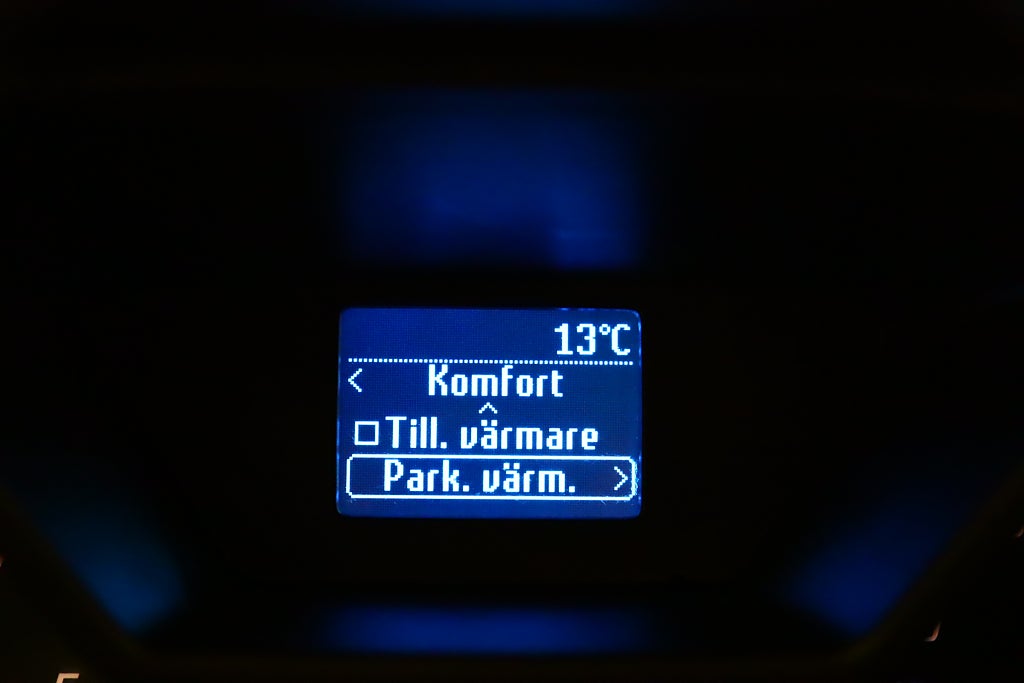 13°C
< Komfort
Till. värmare
Park. värm. >